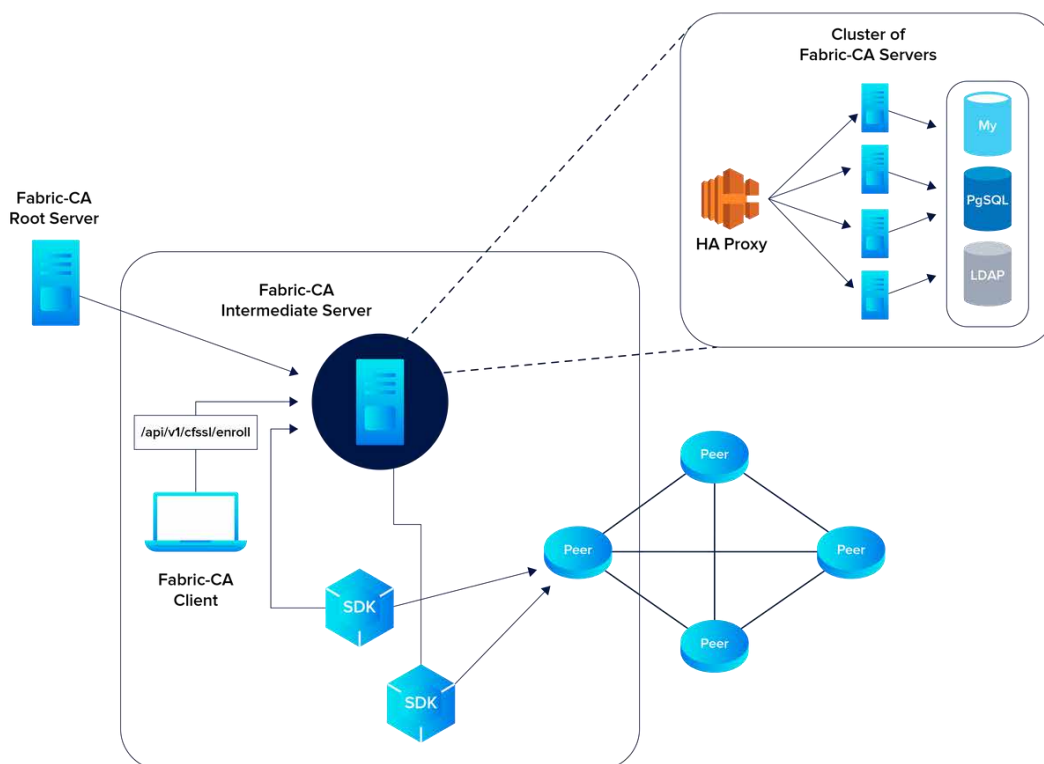 Cluster of
Fabric-CA Servers
My
PgSQL
LDAP
HA Proxy
Fabric-CA
Root Server
Fabric-CA
Intermediate Server
/api/v1/cfssl/enroll
Fabric-CA
Client
SDK
SDK
Peer
Peer
Peer
Peer